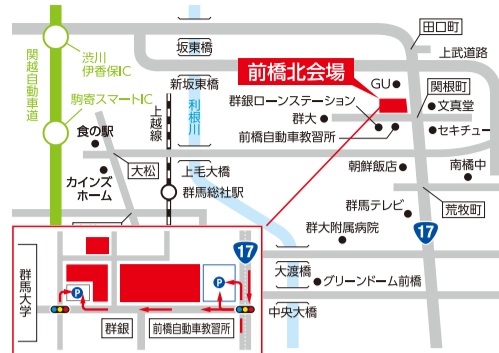 田口町
坂東橋
上武道路
渋川
伊香保IC
関越自動車道
前橋北会場
GU
新坂東橋
関根町
駒寄スマートIC
群銀ローンステーション
文真堂
上越線
利根川
群大
セキチュー
食の駅
前橋自動車教習所
大松
上毛大橋
朝鮮飯店
南橘中
カインズ
ホーム
群馬総社駅
荒牧町
群馬テレビ
17
群大附属病院
17
群馬大学
P
P
大渡橋
グリーンドーム前橋
群銀
前橋自動車教習所
中央大橋